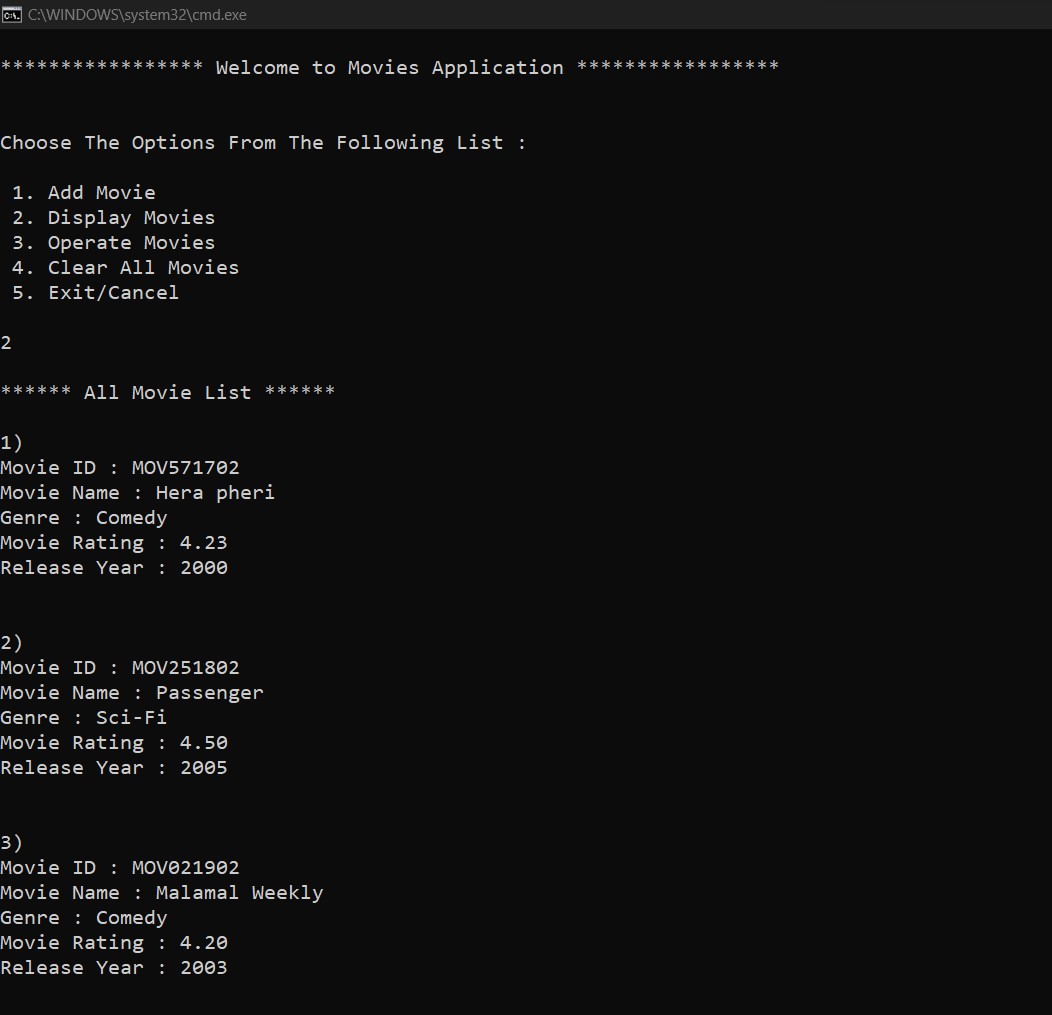 C:\WINDOWS\system32\cmd.exe
***************** Welcome to Movies Application *****************
Choose The Options From The Following List :
1. Add Movie
2. Display Movies
3. Operate Movies
4. Clear All Movies
5. Exit/Cancel
2
****** All Movie List ******
1)
Movie ID : MOV571702
Movie Name : Hera pheri
Genre : Comedy
Movie Rating : 4.23
Release Year : 2000
2)
Movie ID : MOV251802
Movie Name : Passenger
Genre : Sci-Fi
Movie Rating : 4.50
Release Year : 2005
3)
Movie ID : MOV021902
Movie Name : Malamal Weekly
Genre : Comedy
Movie Rating : 4.20
Release Year : 2003